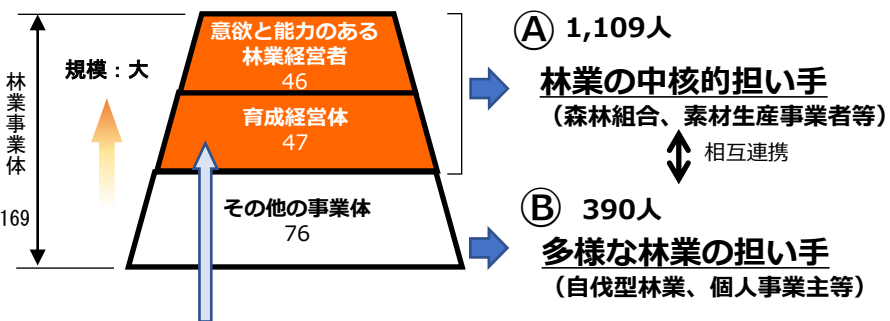 林業事業体
169
規模：大
意欲と能力のある
林業経営者
46
育成経営体
47
その他の事業体
76
Ⓐ 1,109人
林業の中核的担い手
（森林組合、素材生産事業者等）
相互連携
Ⓑ 390人
多様な林業の担い手
（自伐型林業、個人事業主等）